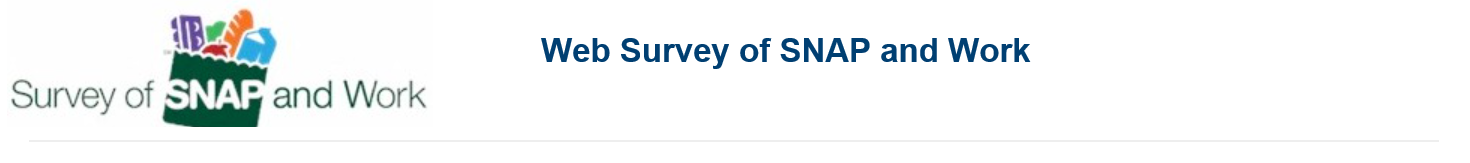 Web Survey of SNAP and Work
Survey of SNAP and Work